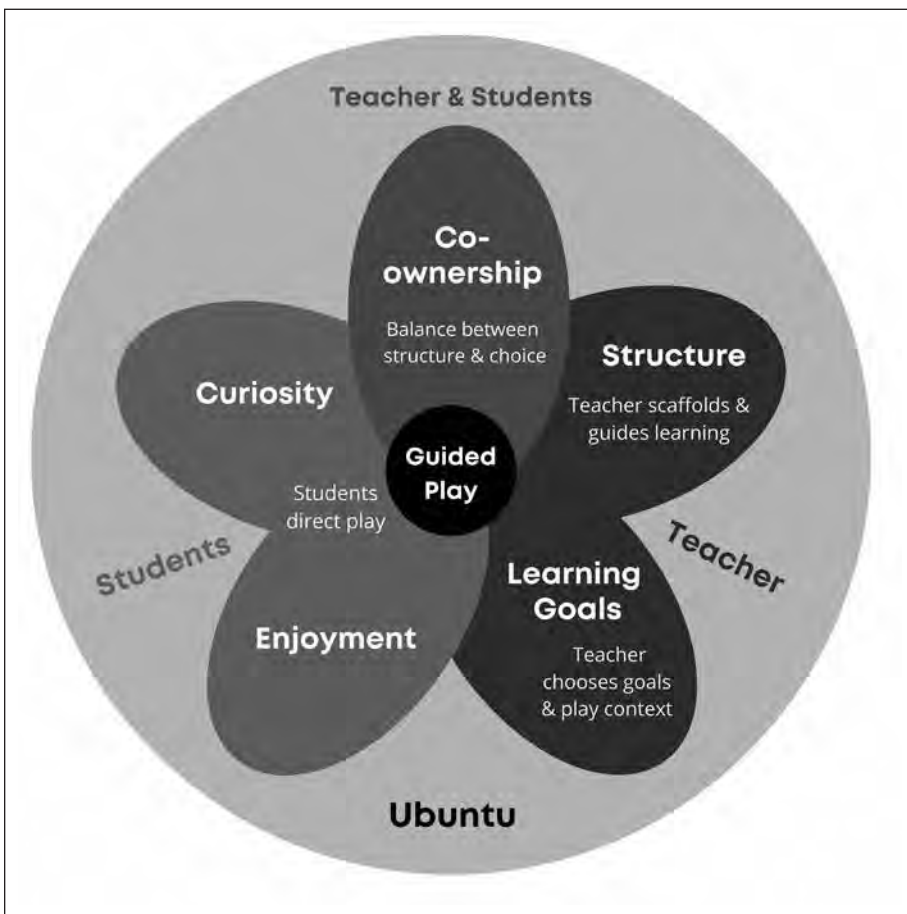 Teacher & Students
Co-
ownership
Balance between
structure & choice
Curiosity
Structure
Teacher scaffolds &
guides learning
Guided
Play
Students
direct play
Students
Teacher
Learning
Goals
Teacher
chooses goals
& play context
Enjoyment
Ubuntu